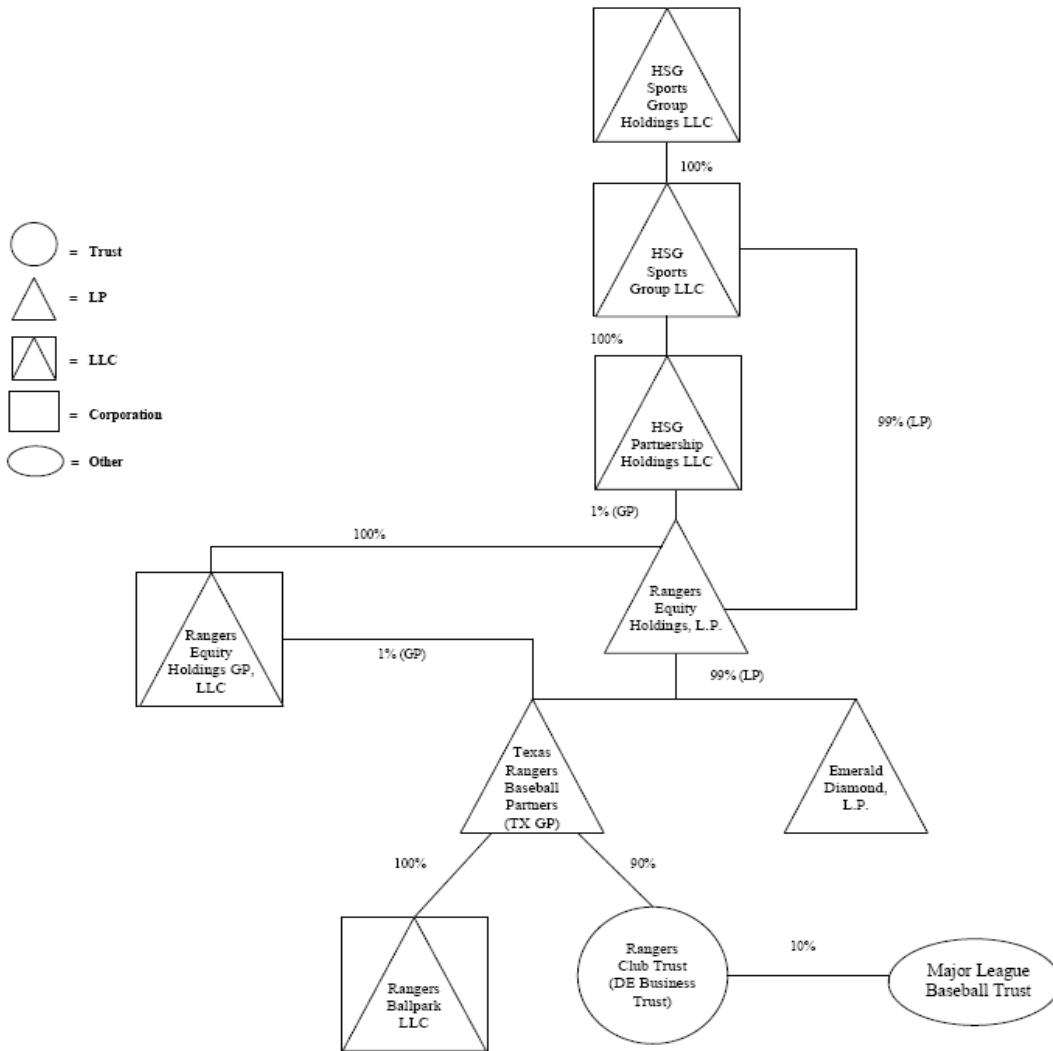 HSG
Sports
Group
Holdings LLC
100%
HSG
Sports
Group LLC
= Trust
= LP
= LLC
= Corporation
= Other
100%
HSG
Partnership
Holdings LLC
99% (LP)
1% (GP)
100%
Rangers
Equity
Holdings, L.P.
Rangers
Equity
Holdings GP,
LLC
1% (GP)
99% (LP)
Texas
Rangers
Baseball
Partners
(TX GP)
Emerald
Diamond,
L.P.
100%
90%
Rangers
Ballpark
LLC
Rangers
Club Trust
(DE Business
Trust)
10%
Major League
Baseball Trust